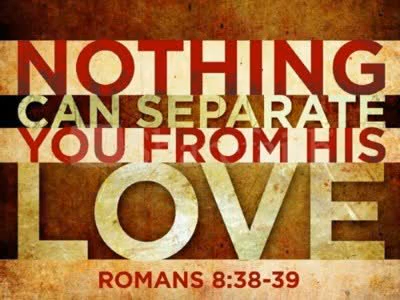 NOTHING
CAN SEPARATE
YOU FROM HIS
LOVE
ROMANS 8:38-39